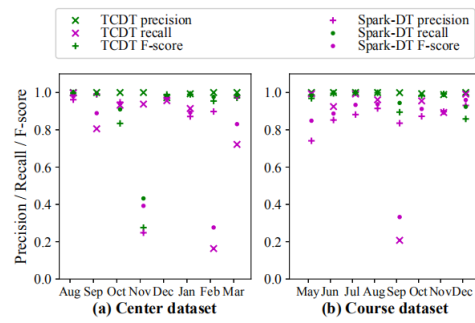 TCDT precision
TCDT recall
TCDT F-score
Spark-DT precision
Spark-DT recall
Spark-DT F-score
Precision / Recall / F-score
1.0
0.8
0.6
0.4
0.2
0.0
Aug Sep Oct Nov Dec Jan Feb Mar
(a) Center dataset
1.0
0.8
0.6
0.4
0.2
0.0
May Jun Jul Aug Sep Oct Nov Dec
(b) Course dataset